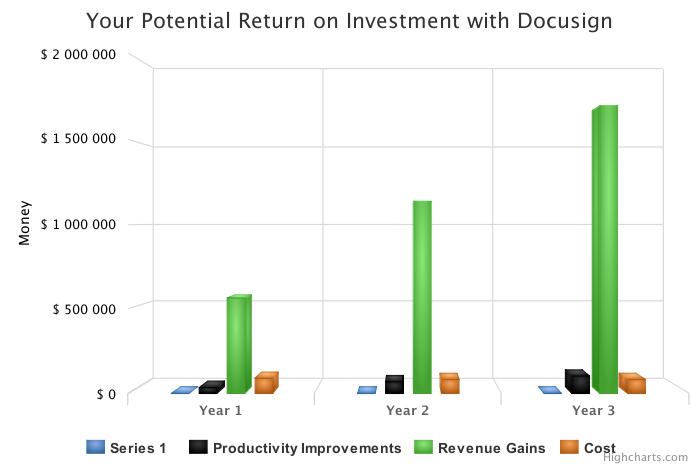 Your Potential Return on Investment with Docusign
Money
$ 2 000 000
$ 1 500 000
$ 1 000 000
$ 500 000
$ 0
Year 1
Year 2
Year 3
Series 1
Productivity Improvements
Revenue Gains
Cost
Highcharts.com